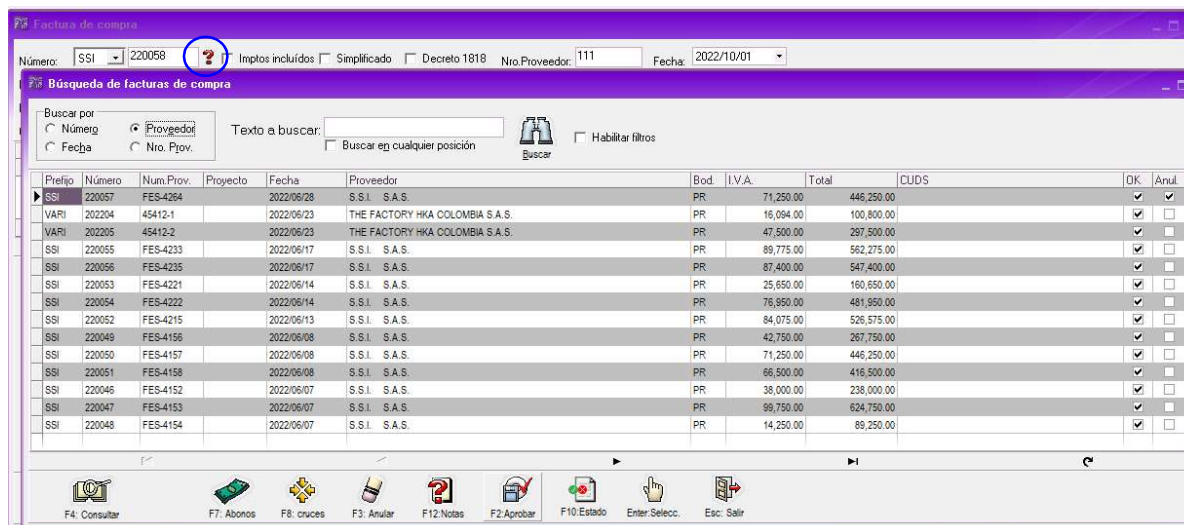 Factura de compra
Número: SSI 220058 ? Imptos incluídos Simplificado Decreto 1818 Nro.Proveedor: 111 Fecha: 2022/10/01
Búsqueda de facturas de compra
Buscar por
Número Proveedor
Fecha Nro. Prov.
Texto a buscar:
Buscar en cualquier posición
Buscar
Habilitar filtros
Prefijo Número Num.Prov. Proyecto Fecha Proveedor Bod. I.V.A. Total CUDS OK Anul.
SSI 220057 FES-4264 2022/06/28 S.S.I. S.A.S. PR 71,250.00 446,250.00
VARI 202204 45412-1 2022/06/23 THE FACTORY HKA COLOMBIA S.A.S. PR 16,094.00 100,800.00
VARI 202205 45412-2 2022/06/23 THE FACTORY HKA COLOMBIA S.A.S. PR 47,500.00 297,500.00
SSI 220055 FES-4233 2022/06/17 S.S.I. S.A.S. PR 89,775.00 562,275.00
SSI 220056 FES-4235 2022/06/17 S.S.I. S.A.S. PR 87,400.00 547,400.00
SSI 220053 FES-4221 2022/06/14 S.S.I. S.A.S. PR 25,650.00 160,650.00
SSI 220054 FES-4222 2022/06/14 S.S.I. S.A.S. PR 76,950.00 481,950.00
SSI 220052 FES-4215 2022/06/13 S.S.I. S.A.S. PR 84,075.00 526,575.00
SSI 220049 FES-4156 2022/06/08 S.S.I. S.A.S. PR 42,750.00 267,750.00
SSI 220050 FES-4157 2022/06/08 S.S.I. S.A.S. PR 71,250.00 446,250.00
SSI 220051 FES-4158 2022/06/08 S.S.I. S.A.S. PR 66,500.00 416,500.00
SSI 220046 FES-4152 2022/06/07 S.S.I. S.A.S. PR 38,000.00 238,000.00
SSI 220047 FES-4153 2022/06/07 S.S.I. S.A.S. PR 99,750.00 624,750.00
SSI 220048 FES-4154 2022/06/07 S.S.I. S.A.S. PR 14,250.00 89,250.00
F4: Consultar F7: Abonos F8: cruces F3: Anular F12:Notas F2:Aprobar F10:Estado Enter:Selecc. Esc: Salir